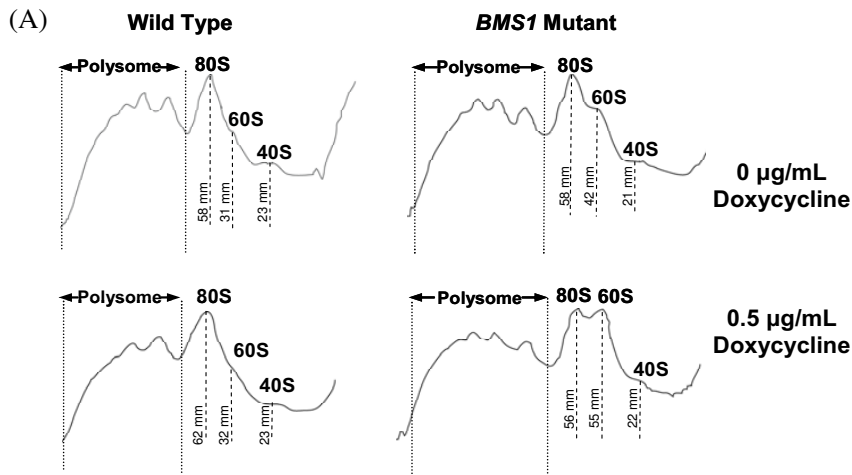 (A)
Wild Type
BMS1 Mutant
Polysome
80S
60S
40S
58 mm
31 mm
23 mm
Polysome
80S
60S
40S
58 mm
42 mm
21 mm
0 µg/mL
Doxycycline
Polysome
80S
60S
40S
62 mm
32 mm
23 mm
Polysome
80S
60S
40S
56 mm
55 mm
22 mm
0.5 µg/mL
Doxycycline